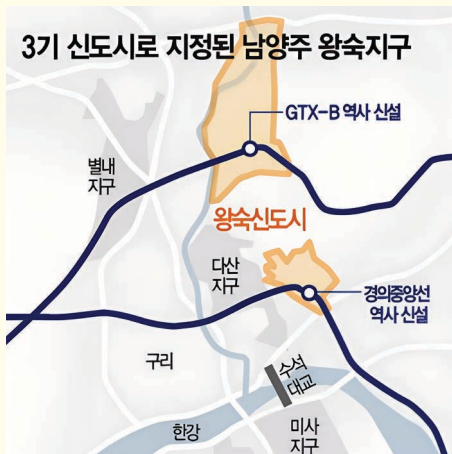 3기 신도시로 지정된 남양주 왕숙지구
GTX-B 역사 신설
별내
지구
왕숙신도시
다산
지구
경의중앙선
역사 신설
구리
수석
대교
한강
미사
지구